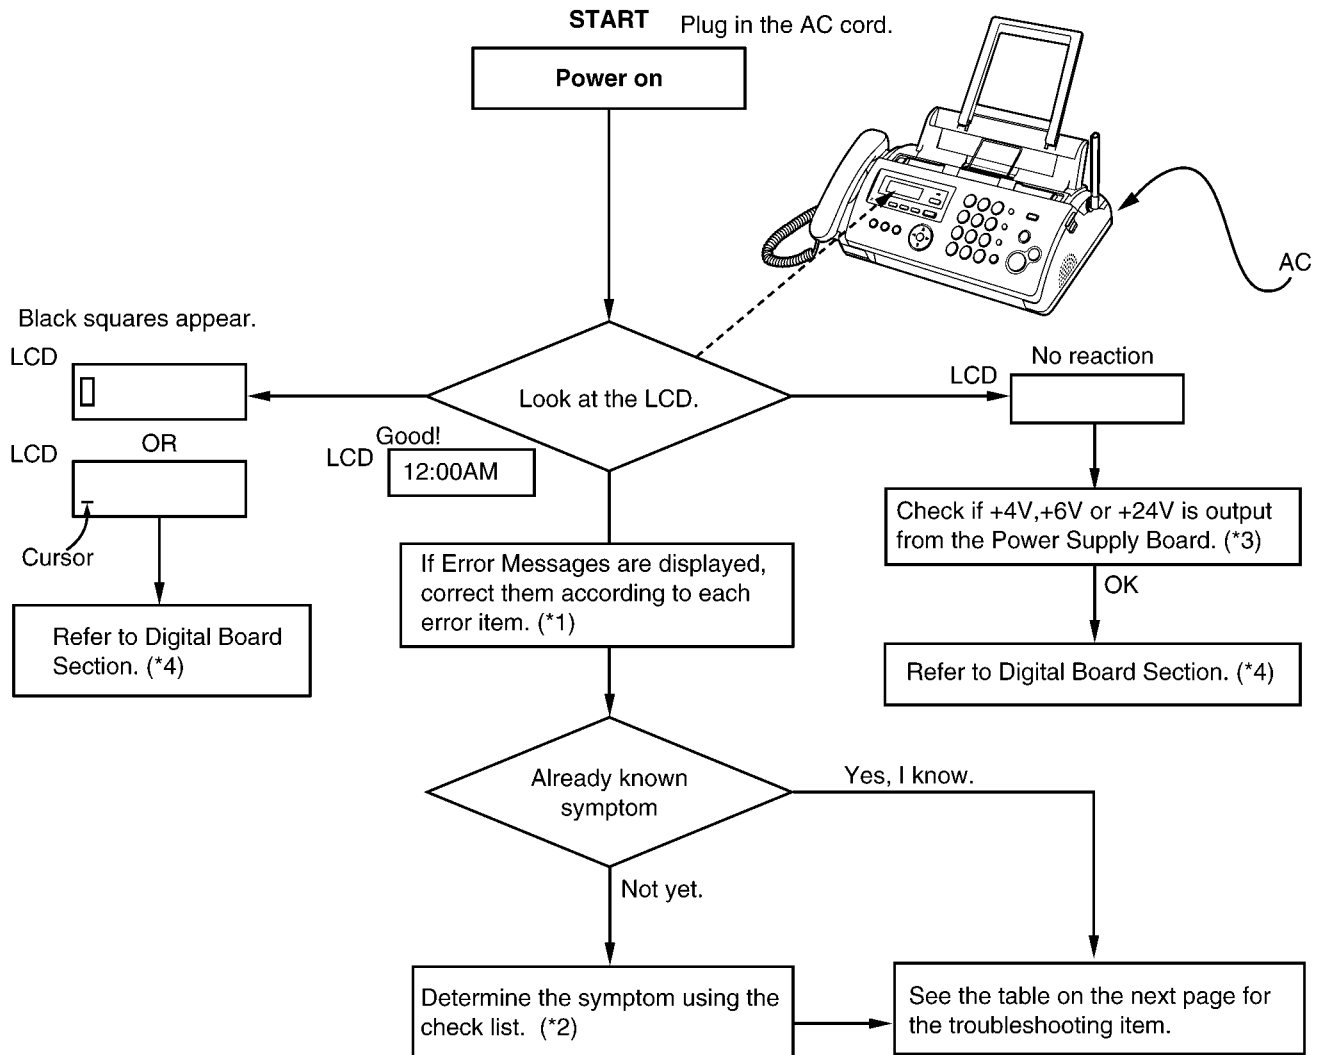 START
Plug in the AC cord.
Power on
AC
Black squares appear.
LCD
OR
LCD
Cursor
Refer to Digital Board
Section. (*4)
Look at the LCD.
Good!
LCD
12:00AM
No reaction
LCD
Check if +4V,+6V or +24V is output
from the Power Supply Board. (*3)
OK
Refer to Digital Board Section. (*4)
If Error Messages are displayed,
correct them according to each
error item. (*1)
Already known
symptom
Yes, I know.
Not yet.
Determine the symptom using the
check list. (*2)
See the table on the next page for
the troubleshooting item.